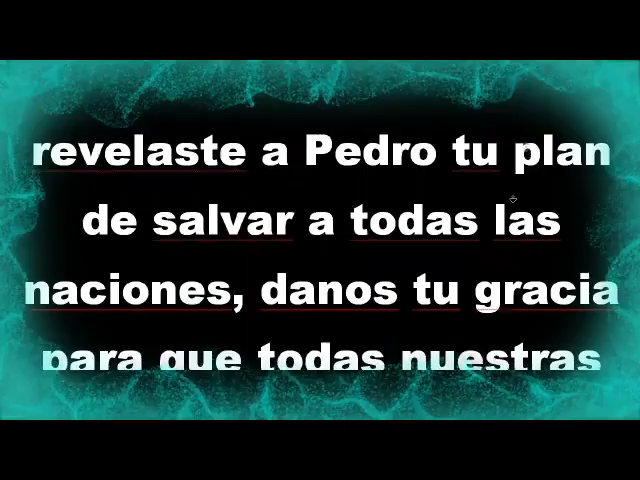 revelaste a Pedro tu plan
de salvar a todas las
naciones, danos tu gracia
para que todas nuestras